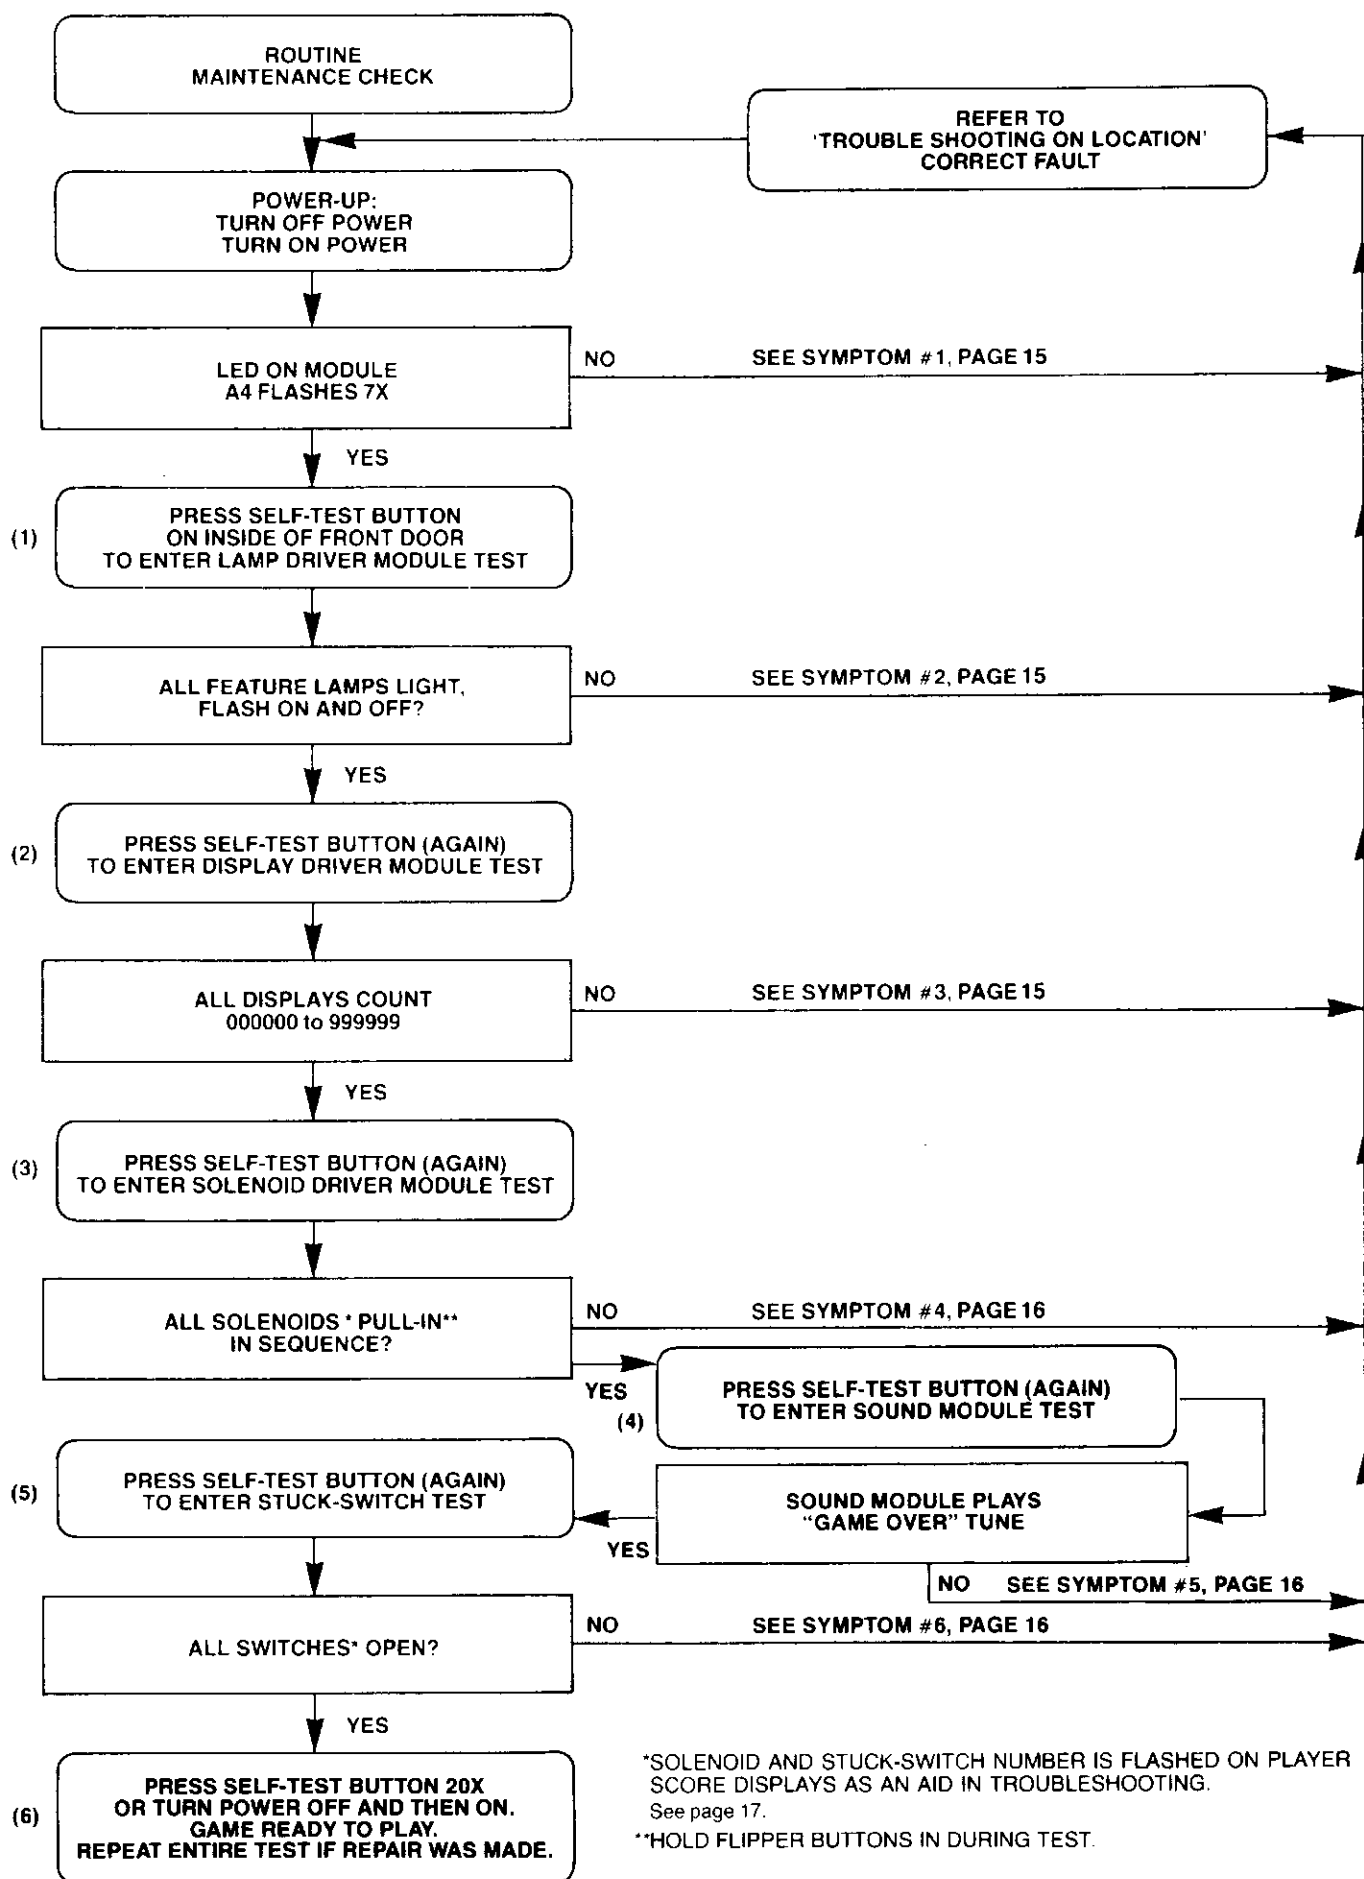 ROUTINE
MAINTENANCE CHECK
REFER TO
'TROUBLE SHOOTING ON LOCATION'
CORRECT FAULT
POWER-UP:
TURN OFF POWER
TURN ON POWER
LED ON MODULE
A4 FLASHES 7X
NO
SEE SYMPTOM #1, PAGE 15
YES
(1)
PRESS SELF-TEST BUTTON
ON INSIDE OF FRONT DOOR
TO ENTER LAMP DRIVER MODULE TEST
ALL FEATURE LAMPS LIGHT,
FLASH ON AND OFF?
NO
SEE SYMPTOM #2, PAGE 15
YES
(2)
PRESS SELF-TEST BUTTON (AGAIN)
TO ENTER DISPLAY DRIVER MODULE TEST
ALL DISPLAYS COUNT
000000 to 999999
NO
SEE SYMPTOM #3, PAGE 15
YES
(3)
PRESS SELF-TEST BUTTON (AGAIN)
TO ENTER SOLENOID DRIVER MODULE TEST
ALL SOLENOIDS * PULL-IN**
IN SEQUENCE?
NO
SEE SYMPTOM #4, PAGE 16
YES
(4)
PRESS SELF-TEST BUTTON (AGAIN)
TO ENTER SOUND MODULE TEST
SOUND MODULE PLAYS
"GAME OVER" TUNE
YES
NO
SEE SYMPTOM #5, PAGE 16
(5)
PRESS SELF-TEST BUTTON (AGAIN)
TO ENTER STUCK-SWITCH TEST
ALL SWITCHES* OPEN?
NO
SEE SYMPTOM #6, PAGE 16
YES
(6)
PRESS SELF-TEST BUTTON 20X
OR TURN POWER OFF AND THEN ON.
GAME READY TO PLAY.
REPEAT ENTIRE TEST IF REPAIR WAS MADE.
*SOLENOID AND STUCK-SWITCH NUMBER IS FLASHED ON PLAYER
SCORE DISPLAYS AS AN AID IN TROUBLESHOOTING.
See page 17.
**HOLD FLIPPER BUTTONS IN DURING TEST.